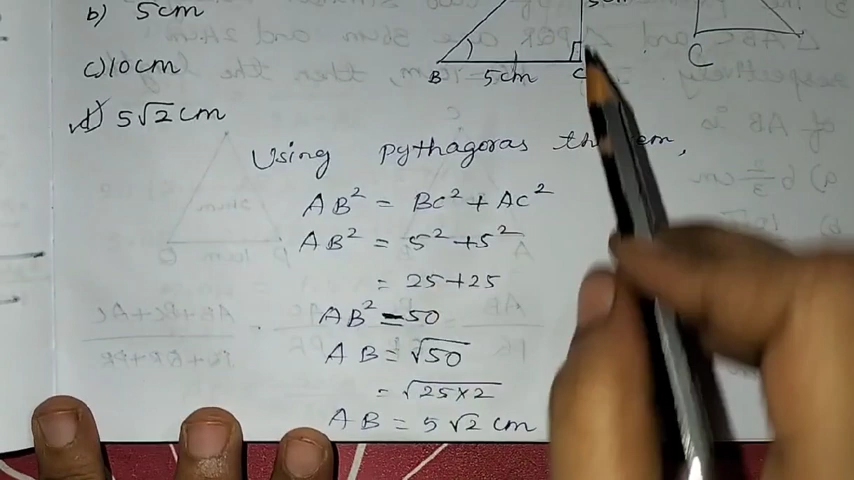 b) 5cm
c) 10cm
d) 5√2 cm
B 5cm C
C
Using Pythagoras
AB² = BC² + AC²
AB² = 5² + 5²
= 25 + 25
AB² = 50
AB = √50
= √25×2
AB = 5√2 cm